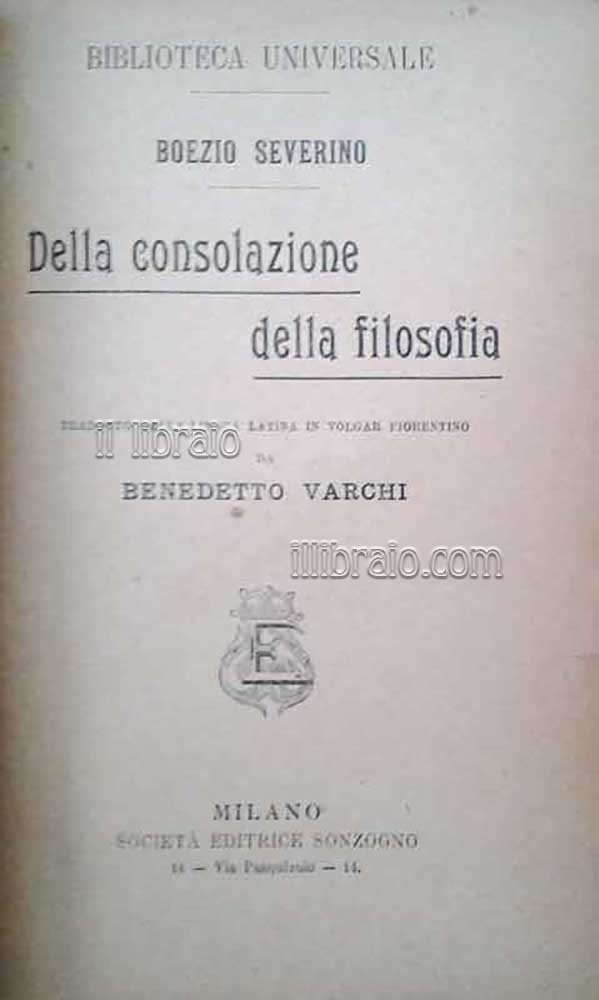 BIBLIOTECA UNIVERSALE
BOEZIO SEVERINO
Della consolazione
della filosofia
LATINA IN VOLGAR FIORENTINO
il libraio
DA
BENEDETTO VARCHI
illibraio.com
E
MILANO
SOCIETÀ EDITRICE SONZOGNO
14 — Via Pasquirolo — 14.